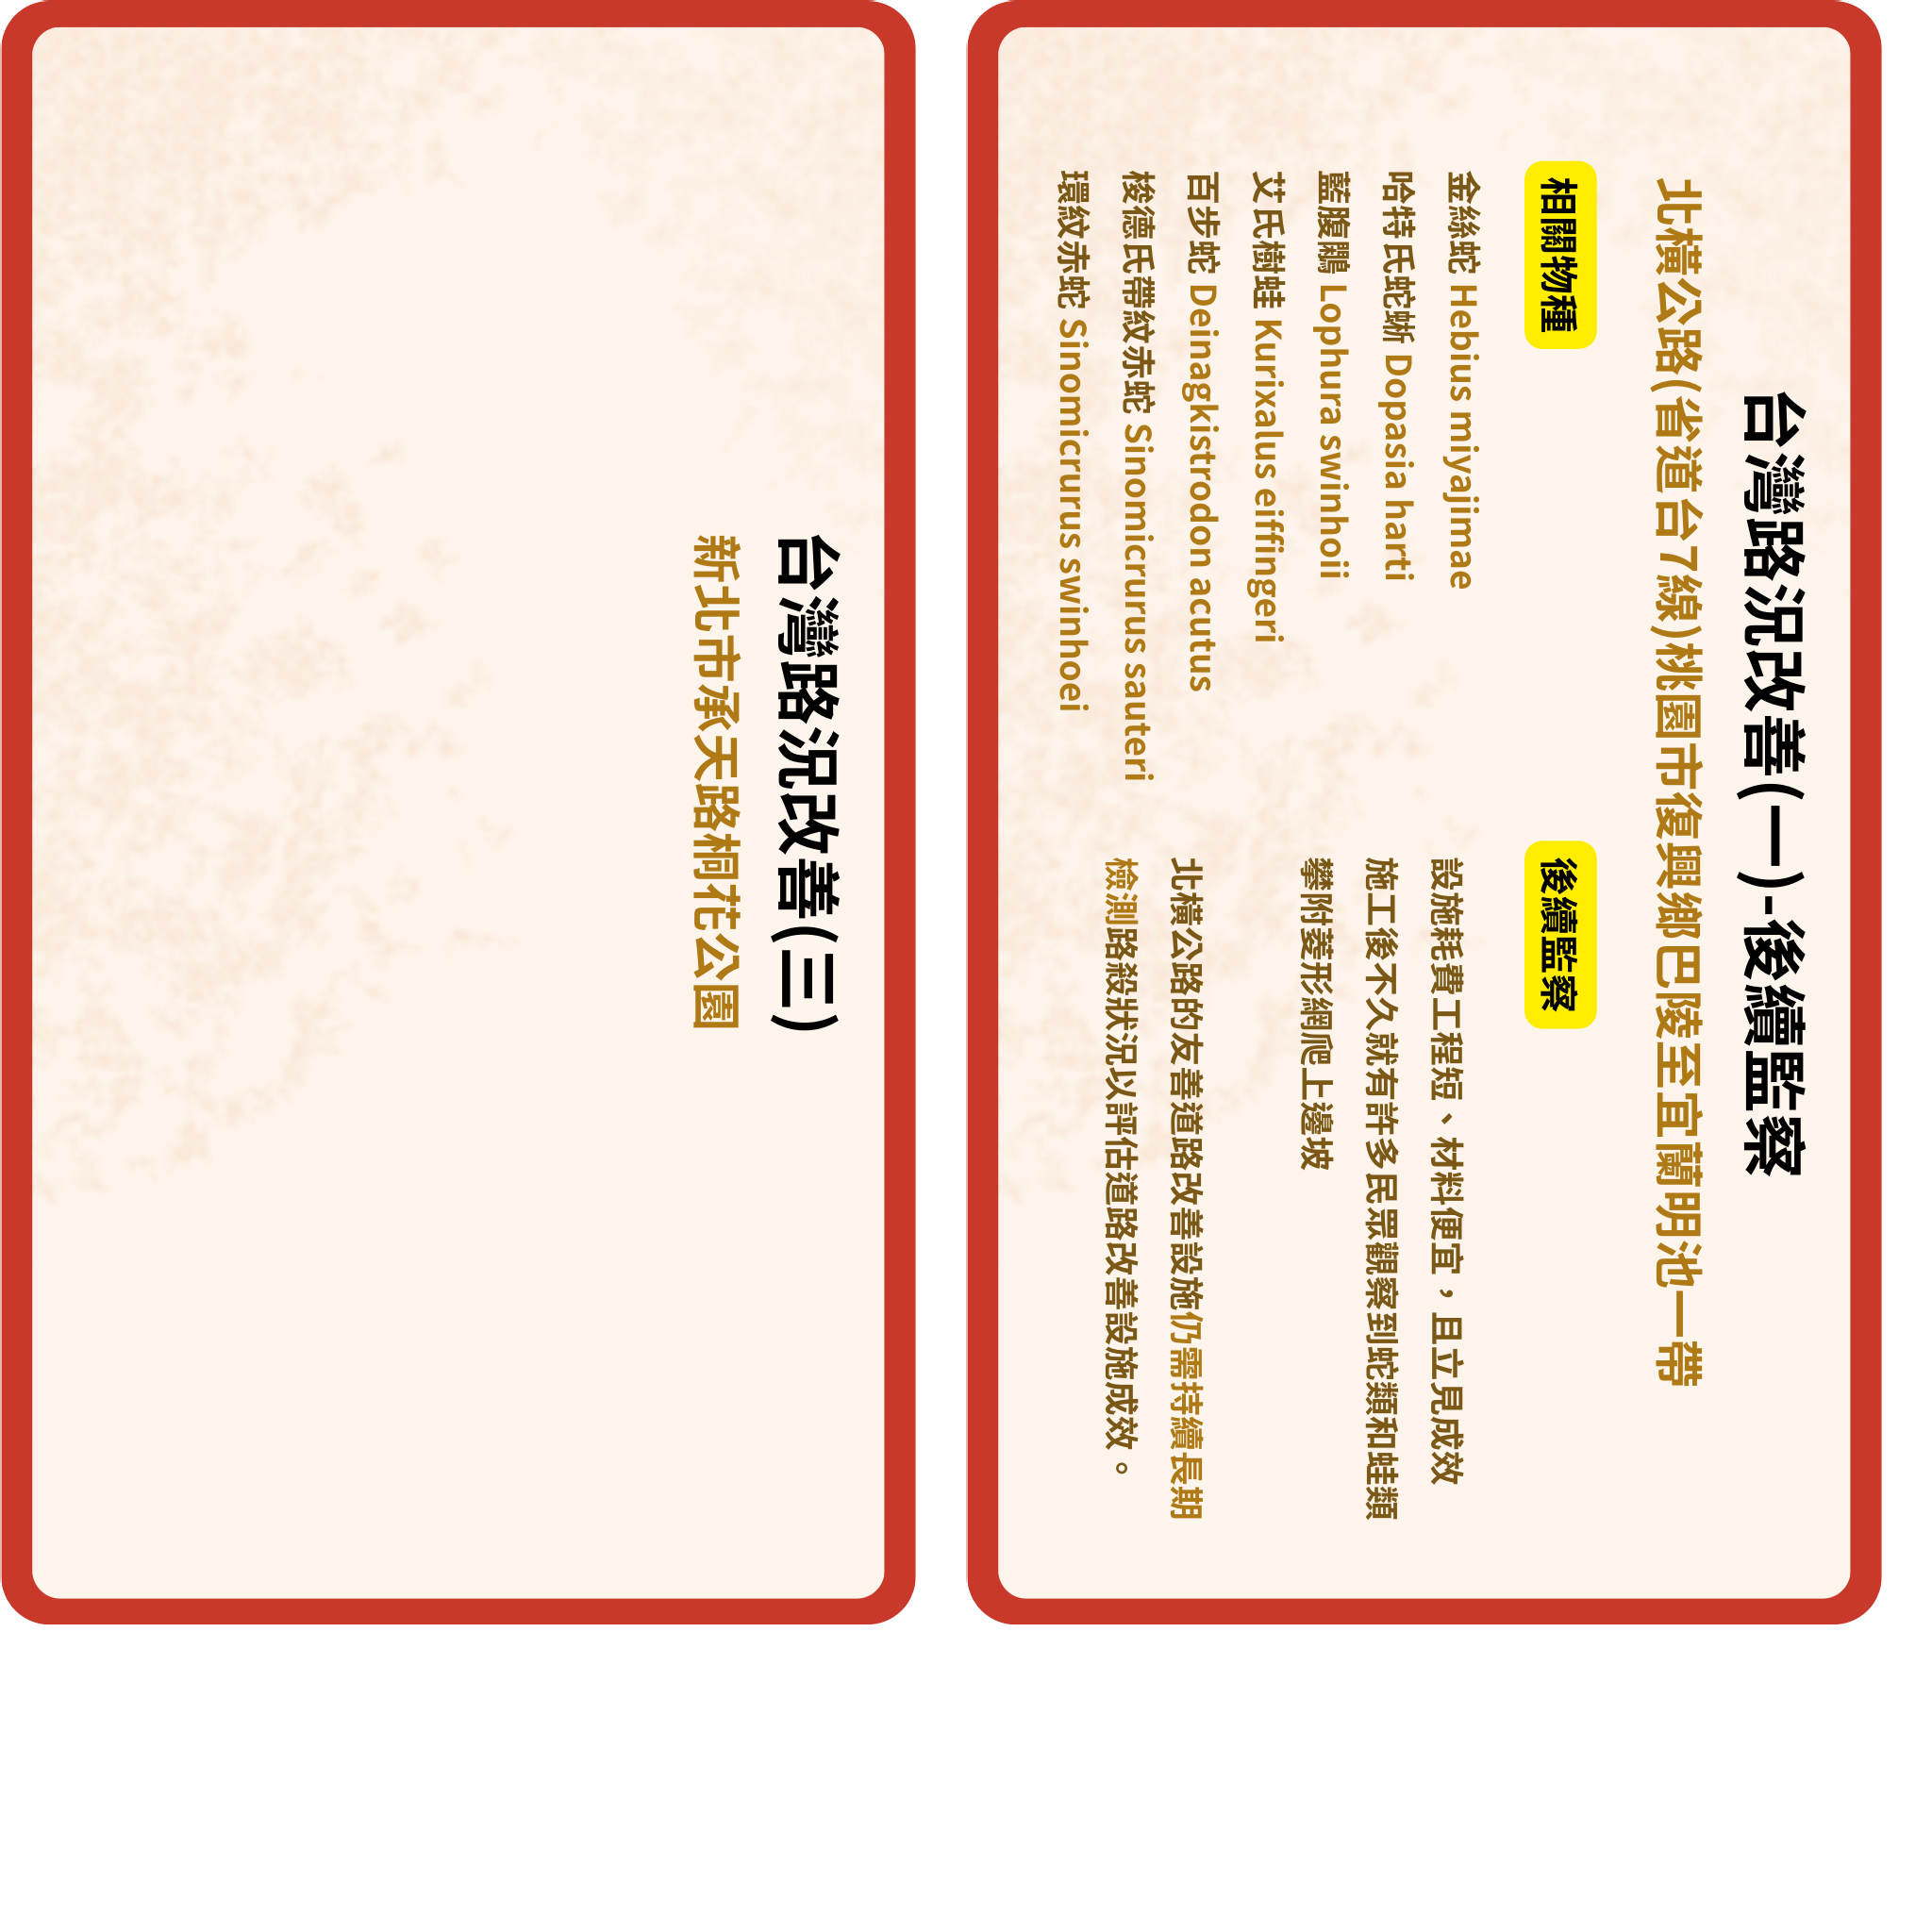 台灣路況改善(一)-後續監察
北橫公路(省道台7線)桃園市復興鄉巴陵至宜蘭明池一帶
相關物種
金絲蛇 Hebius miyajimae
哈特氏蛇蜥 Dopasia harti
藍腹鷴 Lophura swinhoii
艾氏樹蛙 Kurixalus eiffingeri
百步蛇 Deinagkistrodon acutus
梭德氏帶紋赤蛇 Sinomicrurus sauteri
環紋赤蛇 Sinomicrurus swinhoei
後續監察
設施耗費工程短、材料便宜，且立見成效
施工後不久就有許多民眾觀察到蛇類和蛙類
攀附菱形網爬上邊坡
北橫公路的友善道路改善設施仍需持續長期
檢測路殺狀況以評估道路改善設施成效。
台灣路況改善(三)
新北市承天路桐花公園